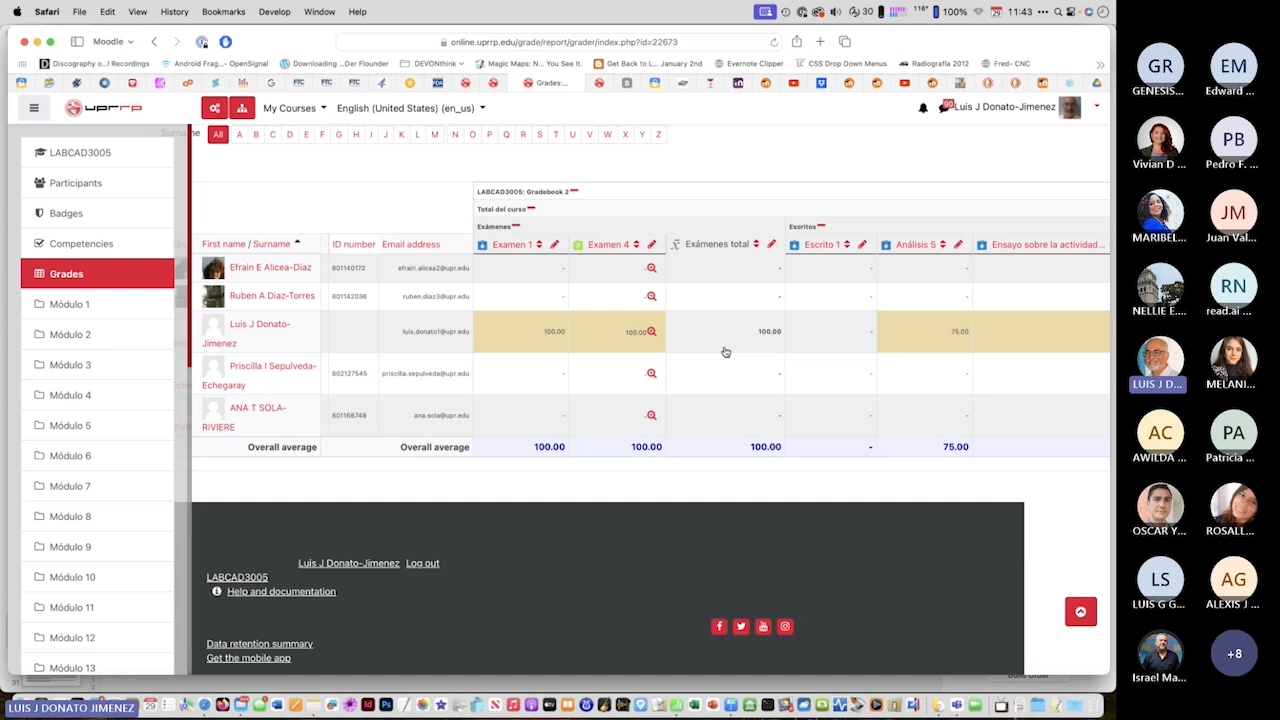 Safari File Edit View History Bookmarks Develop Window Help 30 116° 100% 29 11:43
Moodle online.uprrp.edu/grade/report/grader/index.php?id=22673
Discography o...l Recordings Android Frag...- OpenSignal Downloading ...Der Flounder DEVONthink Magic Maps: N... You See It. Get Back to L... January 2nd Evernote Clipper CSS Drop Down Menus Radiografía 2012 Fred- CNC
Grades:...
uprrp My Courses English (United States) (en_us) 90 Luis J Donato-Jimenez
All A B C D E F G H I J K L M N O P Q R S T U V W X Y Z
LABCAD3005
Participants
Badges
Competencies
Grades
Módulo 1
Módulo 2
Módulo 3
Módulo 4
Módulo 5
Módulo 6
Módulo 7
Módulo 8
Módulo 9
Módulo 10
Módulo 11
Módulo 12
Módulo 13
LABCAD3005: Gradebook 2
Total del curso
Exámenes Escritos
First name / Surname ID number Email address Examen 1 Examen 4 Exámenes total Escrito 1 Análisis 5 Ensayo sobre la actividad...
Efrain E Alicea-Diaz 801140172 efrain.alicea2@upr.edu - - - - -
Ruben A Diaz-Torres 801142036 ruben.diaz3@upr.edu - - - - -
Luis J Donato-
Jimenez luis.donato1@upr.edu 100.00 100.00 100.00 - 75.00
Priscilla I Sepulveda-
Echegaray 802127545 priscilla.sepulveda@upr.edu - - - - -
ANA T SOLA-
RIVIERE 801168748 ana.sola@upr.edu - - - - -
Overall average Overall average 100.00 100.00 100.00 - 75.00
Luis J Donato-Jimenez Log out
LABCAD3005
Help and documentation
Data retention summary
Get the mobile app
LUIS J DONATO JIMENEZ
GR EM
GENESIS... Edward ...
PB
Vivian D ... Pedro F. ...
JM
MARIBEL... Juan Val...
RN
NELLIE E... read.ai ...
LUIS J D... MELANI...
AC PA
AWILDA ... Patricia ...
OSCAR Y... ROSALL...
LS AG
LUIS G G... ALEXIS J ...
+8
Israel Ma...